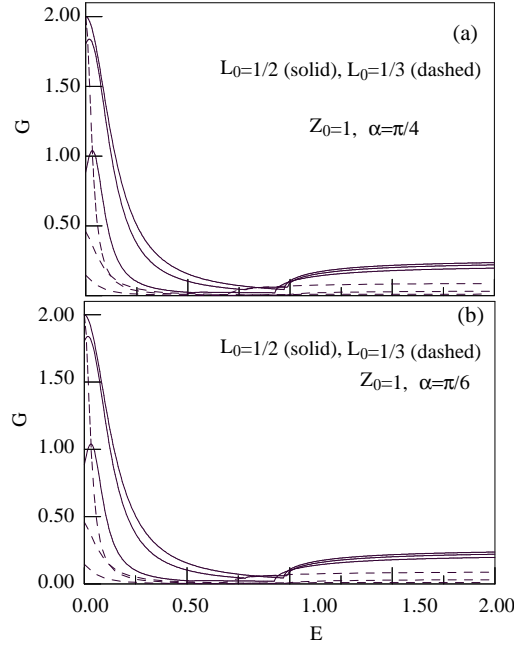 2.00
(a)
L0=1/2 (solid), L0=1/3 (dashed)
1.50
Z0=1, α=π/4
G
1.00
0.50
2.00
(b)
L0=1/2 (solid), L0=1/3 (dashed)
1.50
Z0=1, α=π/6
G
1.00
0.50
0.00
0.00 0.50 1.00 1.50 2.00
E